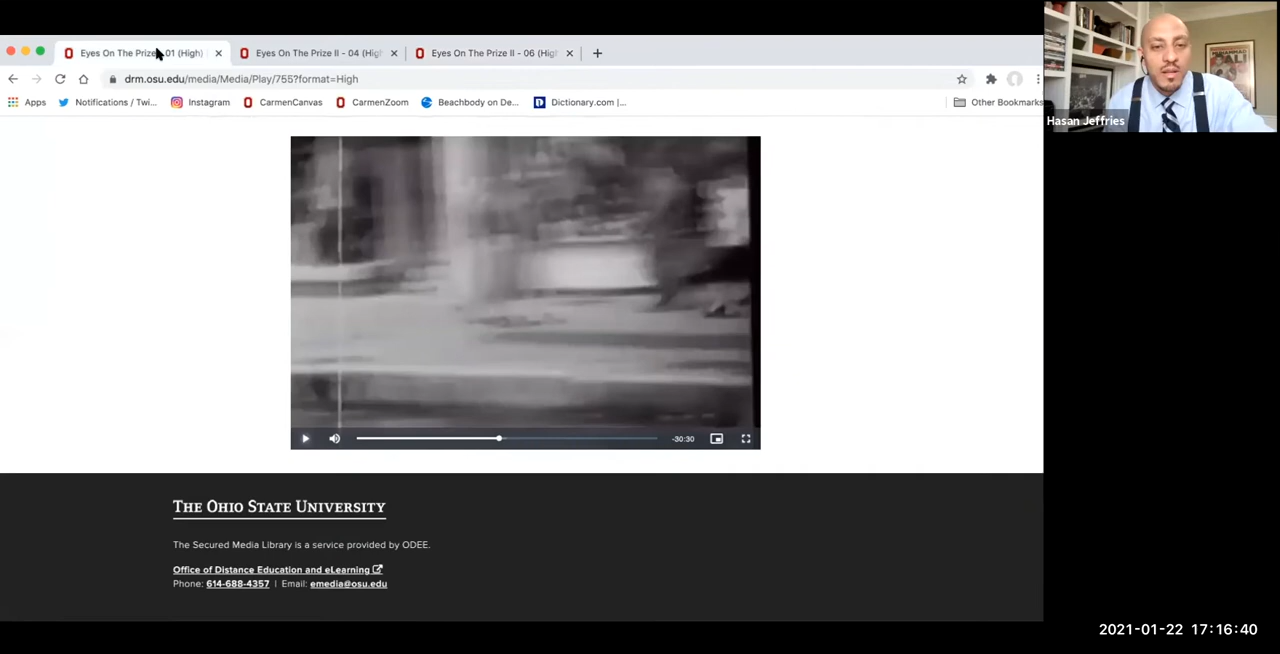 Eyes On The Prize - 01 (High)
Eyes On The Prize II - 04 (High
Eyes On The Prize II - 06 (High
drm.osu.edu/media/Media/Play/755?format=High
Apps
Notifications / Twi...
Instagram
CarmenCanvas
CarmenZoom
Beachbody on De...
Dictionary.com |...
Other Bookmarks
Hasan Jeffries
-30:30
THE OHIO STATE UNIVERSITY
The Secured Media Library is a service provided by ODEE.
Office of Distance Education and eLearning
Phone: 614-688-4357 | Email: emedia@osu.edu
2021-01-22 17:16:40